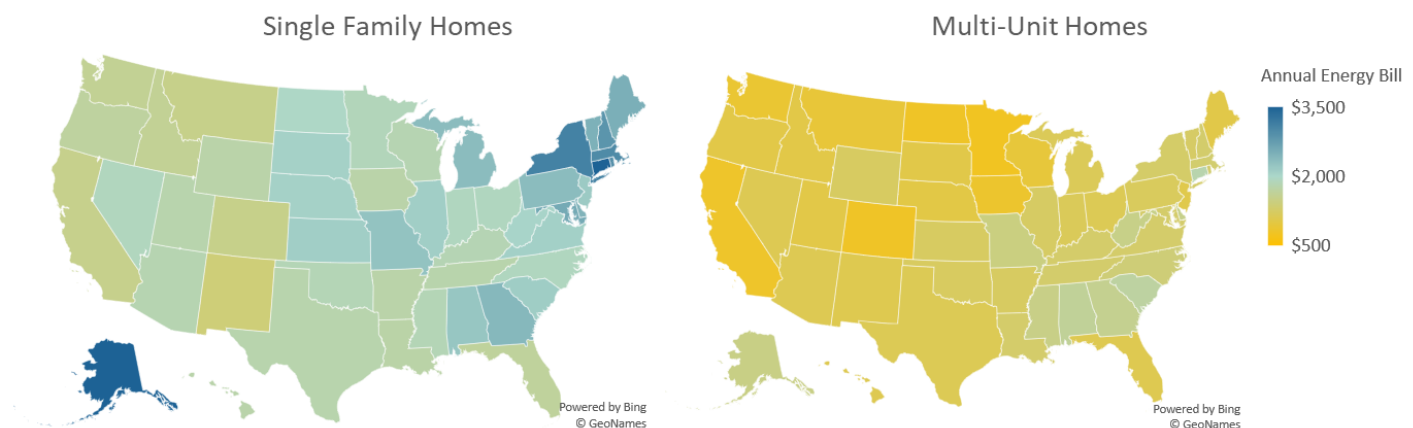 Single Family Homes
Multi-Unit Homes
Annual Energy Bill
$3,500
$2,000
$500
Powered by Bing
© GeoNames
Powered by Bing
© GeoNames